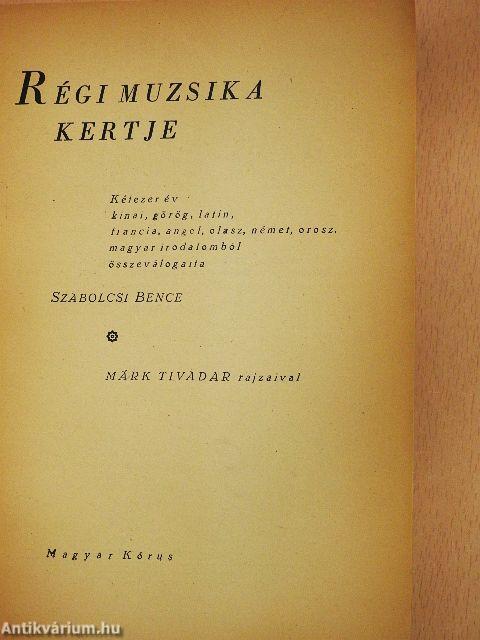 RÉGI MUZSIKA
KERTJE
Kétezer év
kínai, görög, latin,
francia, angol, olasz, német, orosz,
magyar irodalomból
összeválogatta
SZABOLCSI BENCE
MÁRK TIVADAR rajzaival
Magyar Kórus
Antikvárium.hu